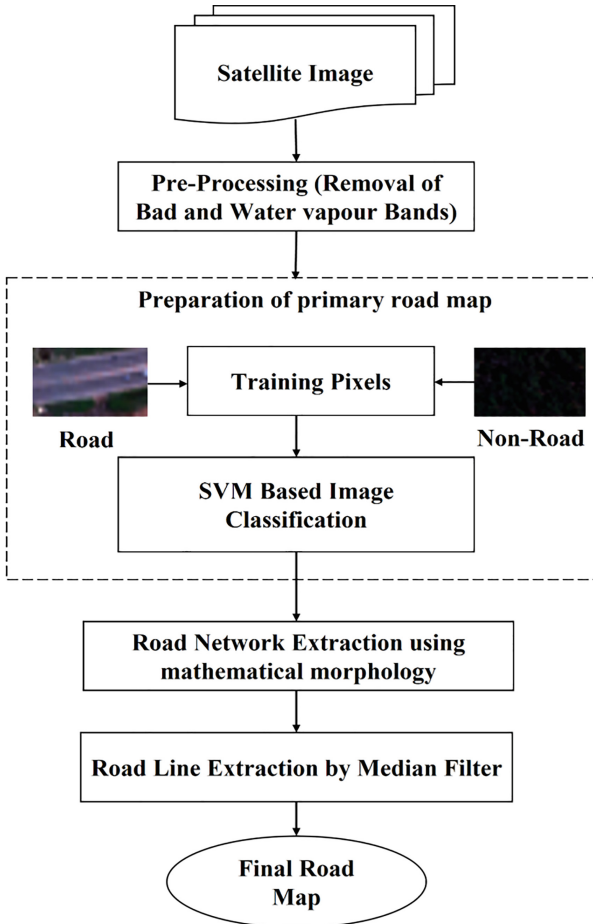 Satellite Image
Pre-Processing (Removal of
Bad and Water vapour Bands)
Preparation of primary road map
Training Pixels
Road
Non-Road
SVM Based Image
Classification
Road Network Extraction using
mathematical morphology
Road Line Extraction by Median Filter
Final Road
Map